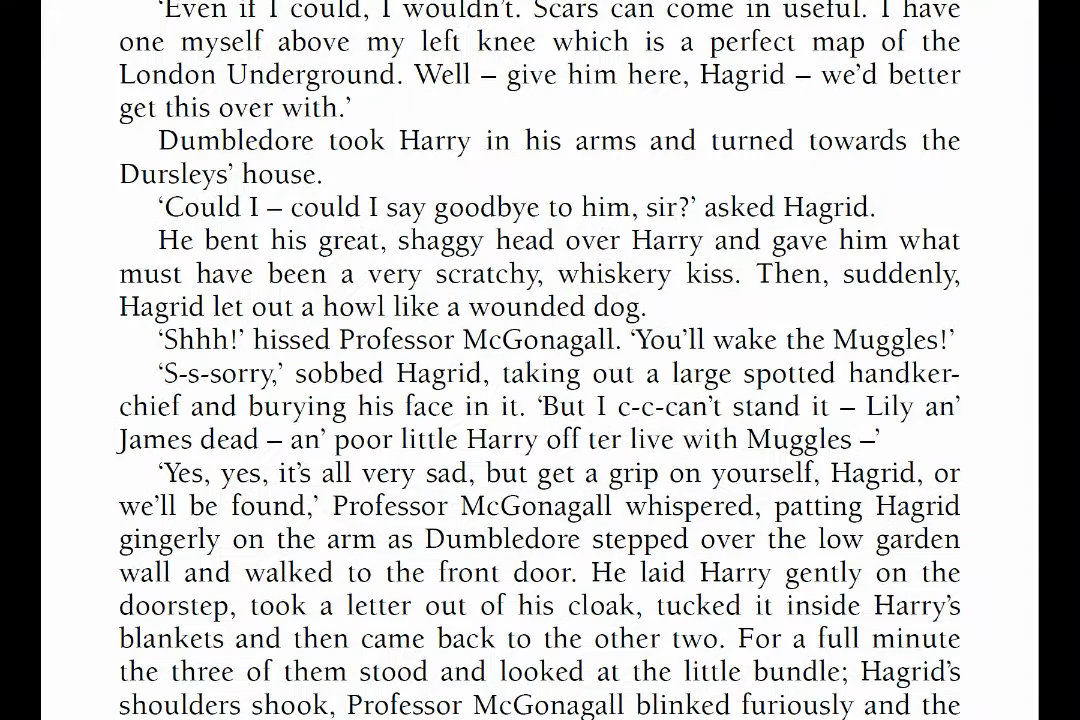 ‘Even if I could, I wouldn’t. Scars can come in useful. I have
one myself above my left knee which is a perfect map of the
London Underground. Well – give him here, Hagrid – we’d better
get this over with.’
Dumbledore took Harry in his arms and turned towards the
Dursleys’ house.
‘Could I – could I say goodbye to him, sir?’ asked Hagrid.
He bent his great, shaggy head over Harry and gave him what
must have been a very scratchy, whiskery kiss. Then, suddenly,
Hagrid let out a howl like a wounded dog.
‘Shhh!’ hissed Professor McGonagall. ‘You’ll wake the Muggles!’
‘S-s-sorry,’ sobbed Hagrid, taking out a large spotted handker-
chief and burying his face in it. ‘But I c-c-can’t stand it – Lily an’
James dead – an’ poor little Harry off ter live with Muggles –’
‘Yes, yes, it’s all very sad, but get a grip on yourself, Hagrid, or
we’ll be found,’ Professor McGonagall whispered, patting Hagrid
gingerly on the arm as Dumbledore stepped over the low garden
wall and walked to the front door. He laid Harry gently on the
doorstep, took a letter out of his cloak, tucked it inside Harry’s
blankets and then came back to the other two. For a full minute
the three of them stood and looked at the little bundle; Hagrid’s
shoulders shook, Professor McGonagall blinked furiously and the